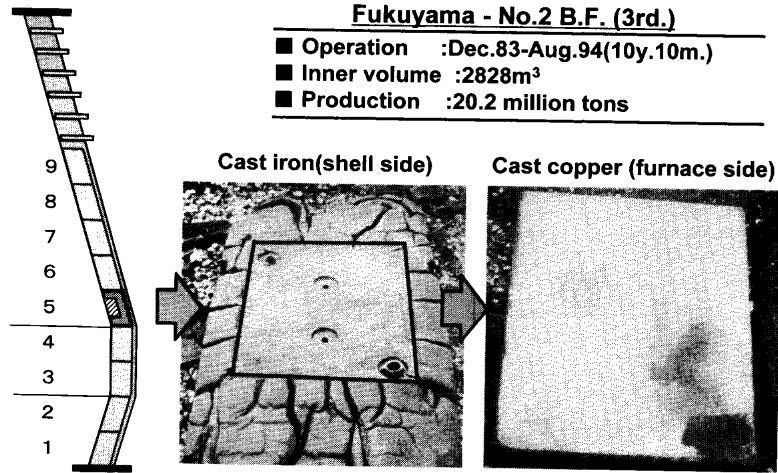 Fukuyama - No.2 B.F. (3rd.)
■ Operation :Dec.83-Aug.94(10y.10m.)
■ Inner volume :2828m³
■ Production :20.2 million tons
Cast iron(shell side)
Cast copper (furnace side)
9
8
7
6
5
4
3
2
1